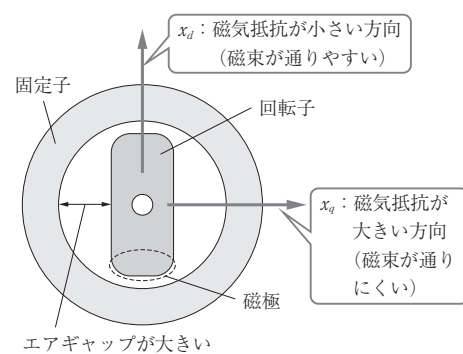 x_d：磁気抵抗が小さい方向
（磁束が通りやすい）
固定子
回転子
x_q：磁気抵抗が
大きい方向
（磁束が通り
にくい）
磁極
エアギャップが大きい